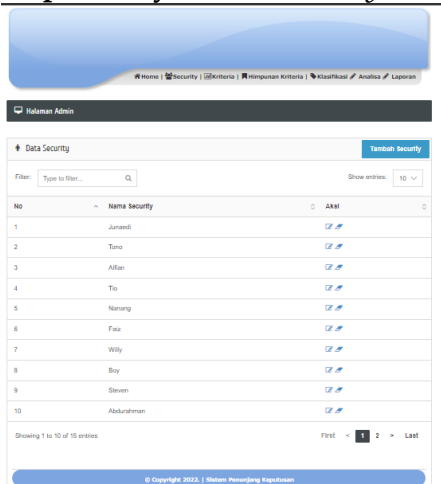 Home | Security | Kriteria | Himpunan Kriteria | Klasifikasi Analisa Laporan
Halaman Admin
Data Security
Tambah Security
Filter: Type to filter... Show entries: 10
No Nama Security Aksi
1 Junaedi
2 Tono
3 Alfian
4 Tio
5 Nanang
6 Faiz
7 Willy
8 Boy
9 Steven
10 Abdurahman
Showing 1 to 10 of 15 entries First < 1 2 > Last
© Copyright 2022. | Sistem Penunjang Keputusan